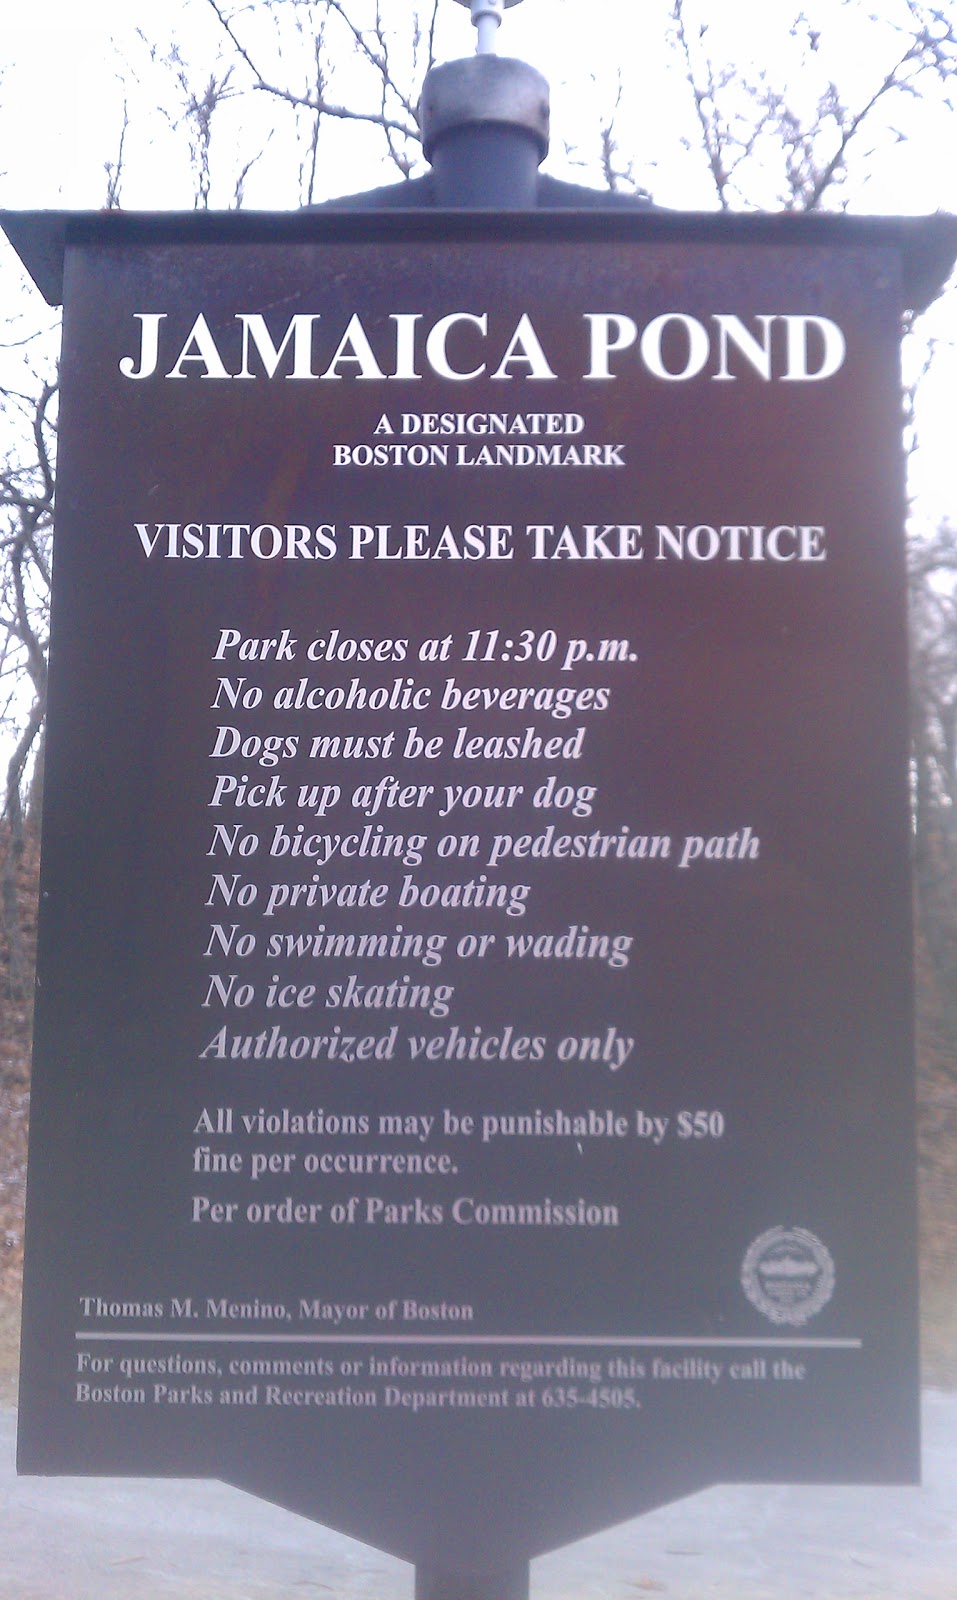 JAMAICA POND
A DESIGNATED
BOSTON LANDMARK
VISITORS PLEASE TAKE NOTICE
Park closes at 11:30 p.m.
No alcoholic beverages
Dogs must be leashed
Pick up after your dog
No bicycling on pedestrian path
No private boating
No swimming or wading
No ice skating
Authorized vehicles only
All violations may be punishable by $50
fine per occurrence.
Per order of Parks Commission
Thomas M. Menino, Mayor of Boston
For questions, comments or information regarding this facility call the
Boston Parks and Recreation Department at 635-4505.